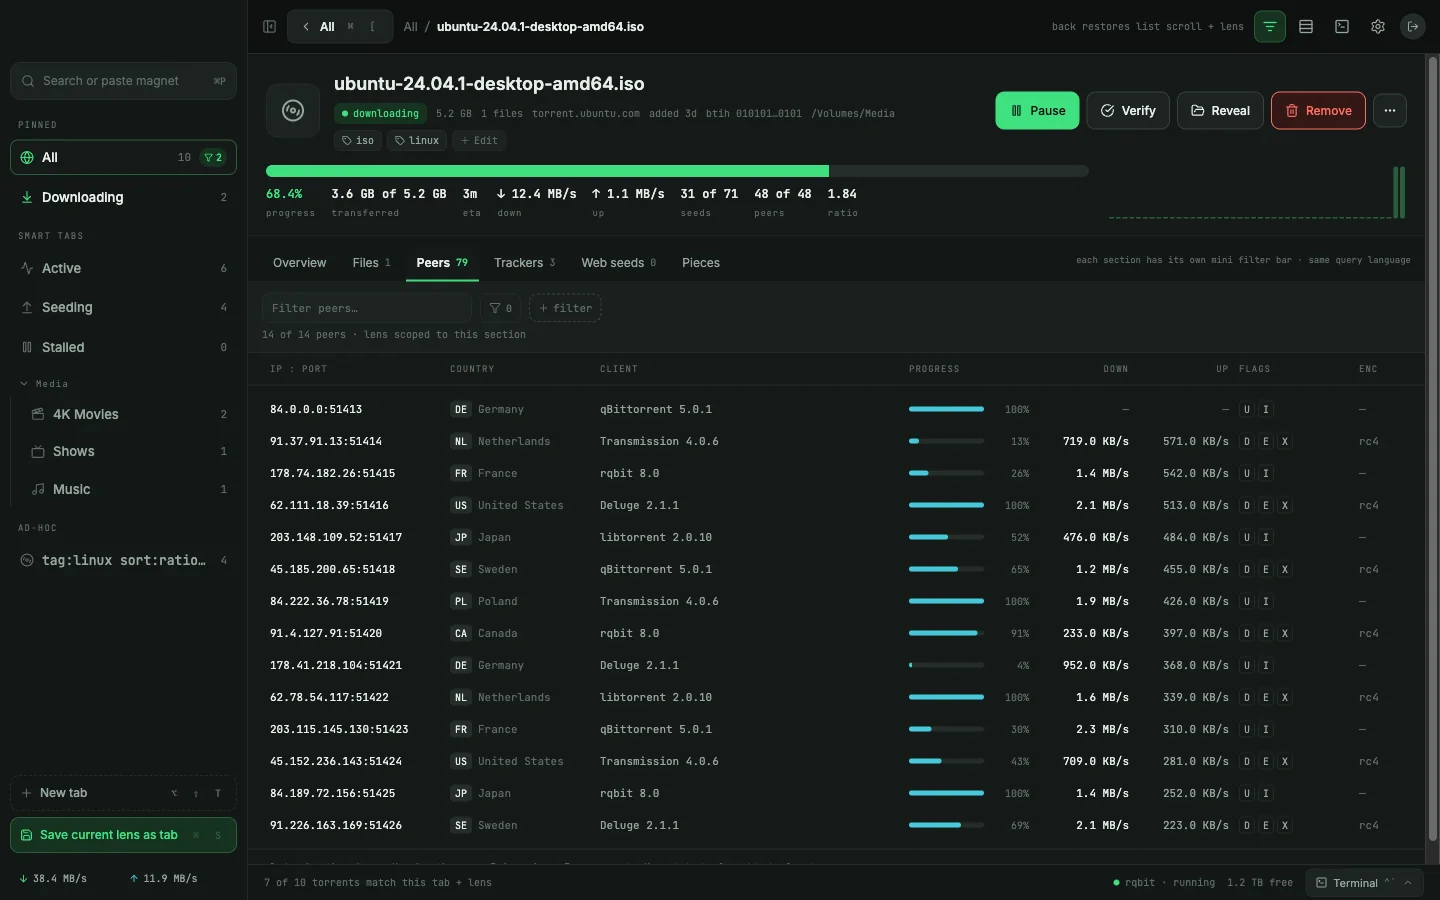 All ⌘ [
All / ubuntu-24.04.1-desktop-amd64.iso
back restores list scroll + lens
Search or paste magnet ⌘P
PINNED
All 10 2
Downloading 2
SMART TABS
Active 6
Seeding 4
Stalled 0
Media
4K Movies 2
Shows 1
Music 1
AD-HOC
tag:linux sort:ratio… 4
+ New tab ⌥ ⇧ T
Save current lens as tab ⌘ S
↓ 38.4 MB/s ↑ 11.9 MB/s
ubuntu-24.04.1-desktop-amd64.iso
downloading 5.2 GB 1 files torrent.ubuntu.com added 3d btih 010101…0101 /Volumes/Media
iso linux + Edit
Pause Verify Reveal Remove ···
68.4% 3.6 GB of 5.2 GB 3m ↓ 12.4 MB/s ↑ 1.1 MB/s 31 of 71 48 of 48 1.84
progress transferred eta down up seeds peers ratio
Overview Files 1 Peers 79 Trackers 3 Web seeds 0 Pieces
each section has its own mini filter bar · same query language
Filter peers… 0 + filter
14 of 14 peers · lens scoped to this section
IP : PORT COUNTRY CLIENT PROGRESS DOWN UP FLAGS ENC
84.0.0.0:51413 DE Germany qBittorrent 5.0.1 100% — — U I —
91.37.91.13:51414 NL Netherlands Transmission 4.0.6 13% 719.0 KB/s 571.0 KB/s D E X rc4
178.74.182.26:51415 FR France rqbit 8.0 26% 1.4 MB/s 542.0 KB/s U I —
62.111.18.39:51416 US United States Deluge 2.1.1 100% 2.1 MB/s 513.0 KB/s D E X rc4
203.148.109.52:51417 JP Japan libtorrent 2.0.10 52% 476.0 KB/s 484.0 KB/s U I —
45.185.200.65:51418 SE Sweden qBittorrent 5.0.1 65% 1.2 MB/s 455.0 KB/s D E X rc4
84.222.36.78:51419 PL Poland Transmission 4.0.6 100% 1.9 MB/s 426.0 KB/s U I —
91.4.127.91:51420 CA Canada rqbit 8.0 91% 233.0 KB/s 397.0 KB/s D E X rc4
178.41.218.104:51421 DE Germany Deluge 2.1.1 4% 952.0 KB/s 368.0 KB/s U I —
62.78.54.117:51422 NL Netherlands libtorrent 2.0.10 100% 1.6 MB/s 339.0 KB/s D E X rc4
203.115.145.130:51423 FR France qBittorrent 5.0.1 30% 2.3 MB/s 310.0 KB/s U I —
45.152.236.143:51424 US United States Transmission 4.0.6 43% 709.0 KB/s 281.0 KB/s D E X rc4
84.189.72.156:51425 JP Japan rqbit 8.0 100% 1.4 MB/s 252.0 KB/s U I —
91.226.163.169:51426 SE Sweden Deluge 2.1.1 69% 2.1 MB/s 223.0 KB/s D E X rc4
7 of 10 torrents match this tab + lens
rqbit · running 1.2 TB free Terminal ⌃`